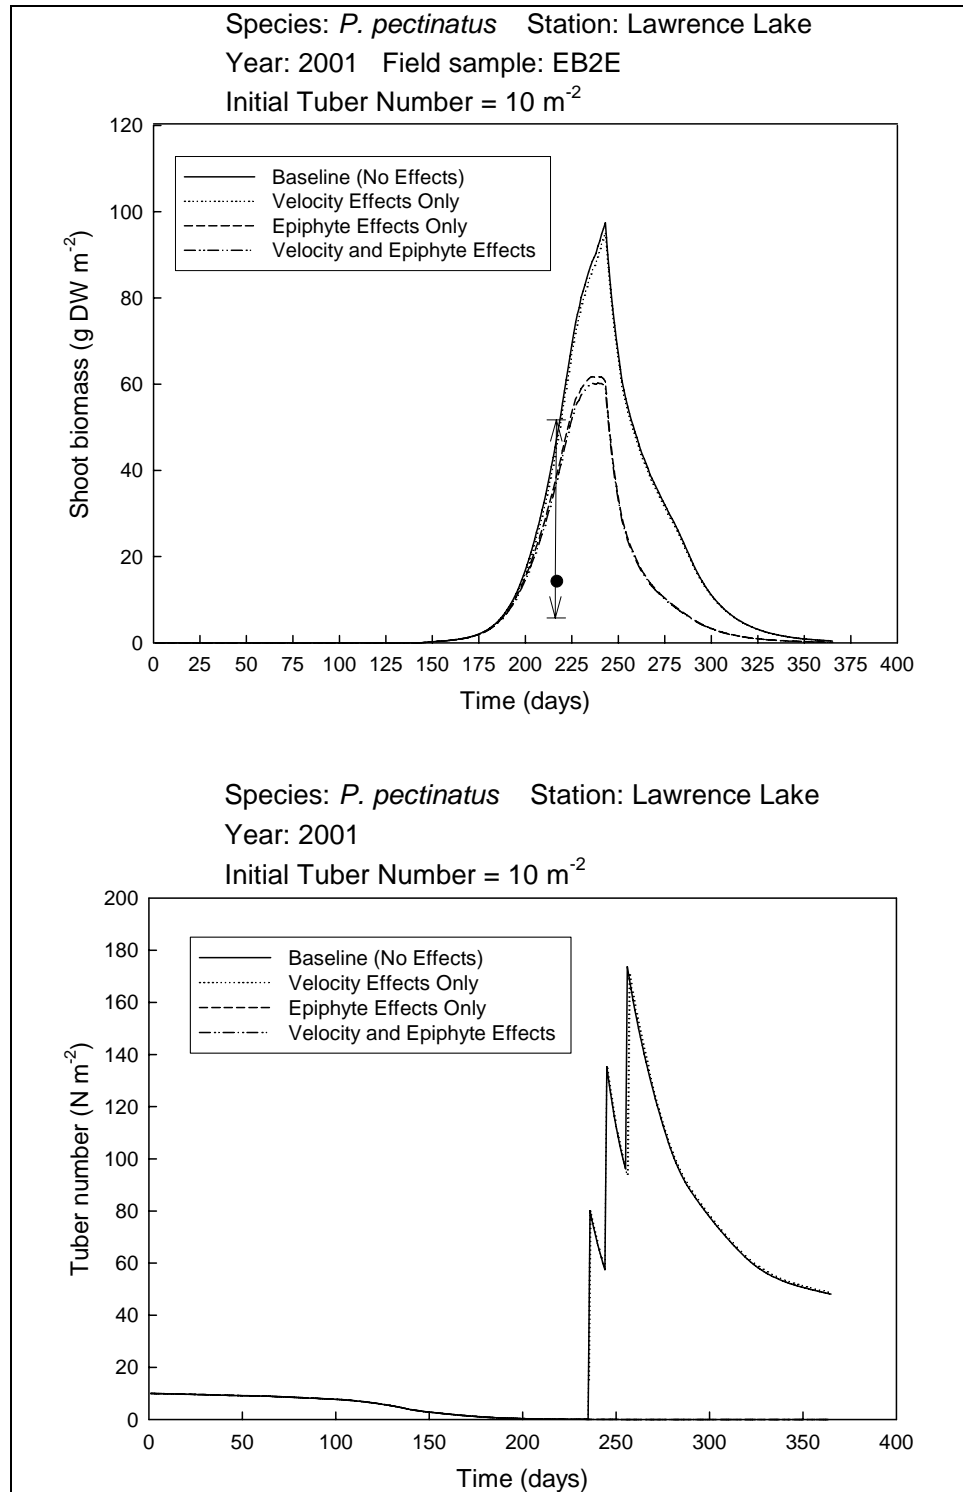 Species: P. pectinatus Station: Lawrence Lake
Year: 2001 Field sample: EB2E
Initial Tuber Number = 10 m-2
120
100
80
60
40
20
0
Shoot biomass (g DW m-2)
Baseline (No Effects)
Velocity Effects Only
Epiphyte Effects Only
Velocity and Epiphyte Effects
0 25 50 75 100 125 150 175 200 225 250 275 300 325 350 375 400
Time (days)
Species: P. pectinatus Station: Lawrence Lake
Year: 2001
Initial Tuber Number = 10 m-2
200
180
160
140
120
100
80
60
40
20
0
Tuber number (N m-2)
Baseline (No Effects)
Velocity Effects Only
Epiphyte Effects Only
Velocity and Epiphyte Effects
0 50 100 150 200 250 300 350 400
Time (days)